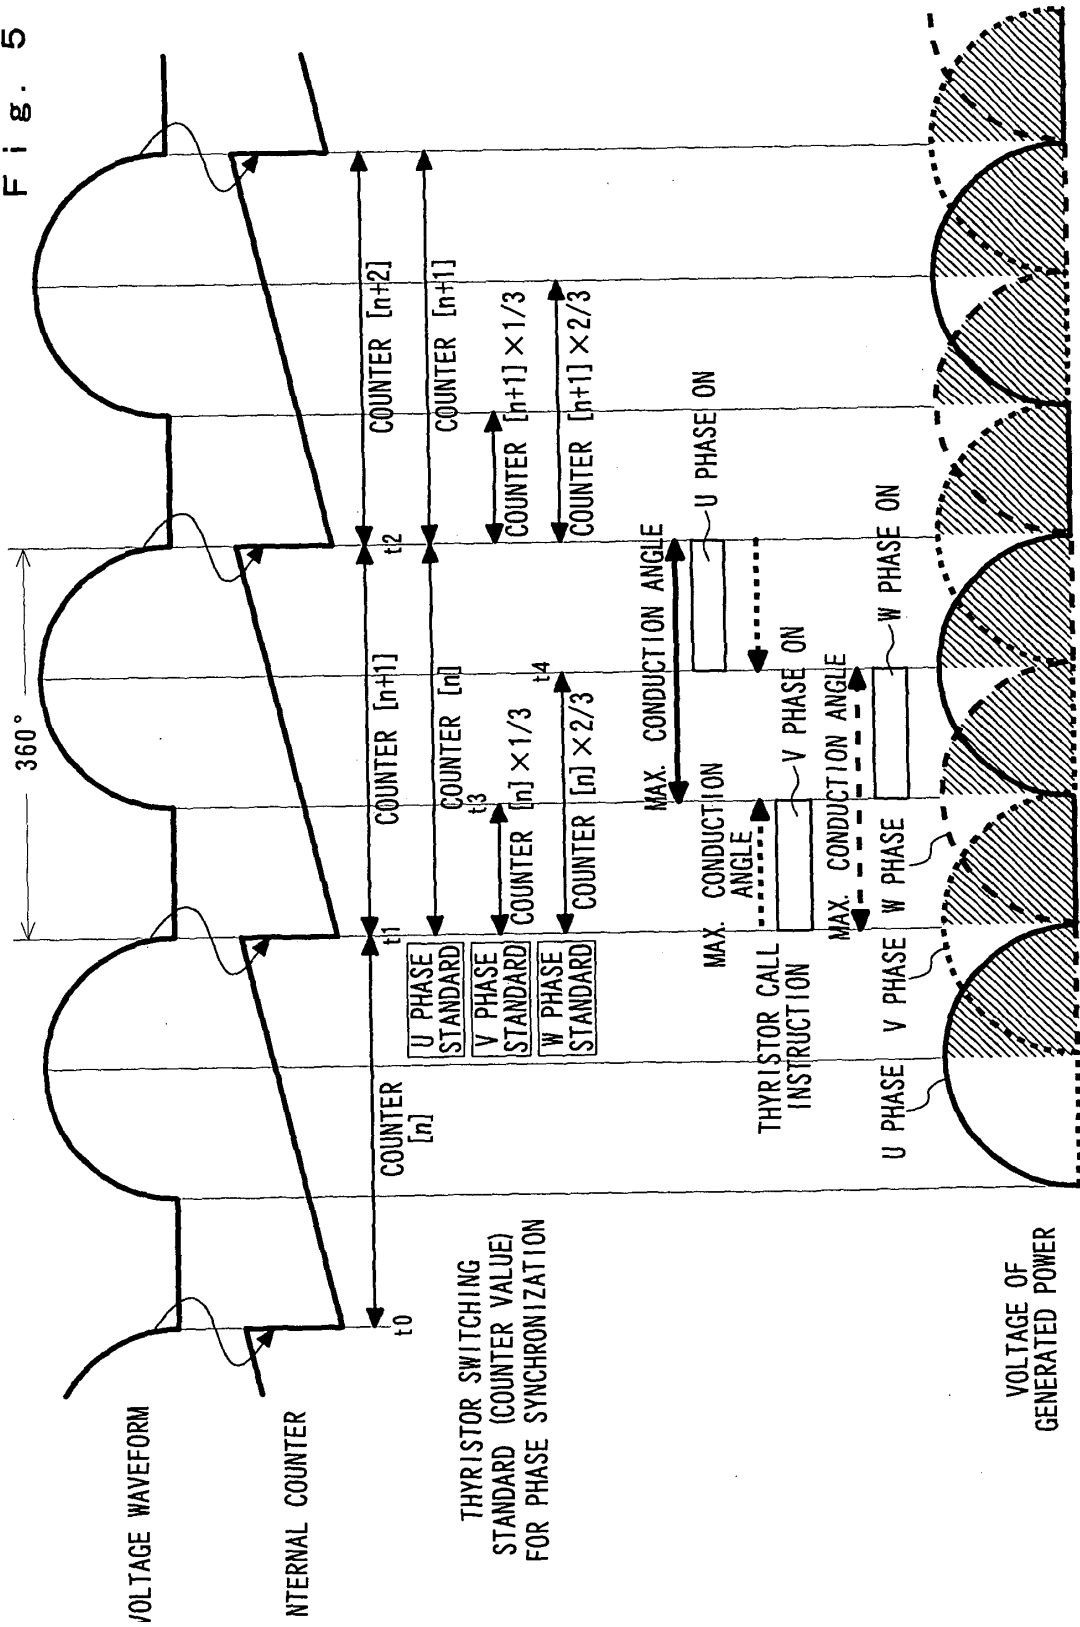 Fig. 5
VOLTAGE WAVEFORM
NTERNAL COUNTER
360°
t0
t1
t2
COUNTER
[n]
COUNTER [n+1]
COUNTER [n+2]
THYRISTOR SWITCHING
STANDARD (COUNTER VALUE)
FOR PHASE SYNCHRONIZATION
U PHASE
STANDARD
COUNTER [n]
COUNTER [n+1]
V PHASE
STANDARD
t3
COUNTER [n]×1/3
COUNTER [n+1]×1/3
W PHASE
STANDARD
t4
COUNTER [n]×2/3
COUNTER [n+1]×2/3
MAX. CONDUCTION ANGLE
U PHASE ON
MAX. CONDUCTION
ANGLE
THYRISTOR CALL
INSTRUCTION
V PHASE ON
MAX. CONDUCTION ANGLE
W PHASE ON
U PHASE
V PHASE
W PHASE
VOLTAGE OF
GENERATED POWER